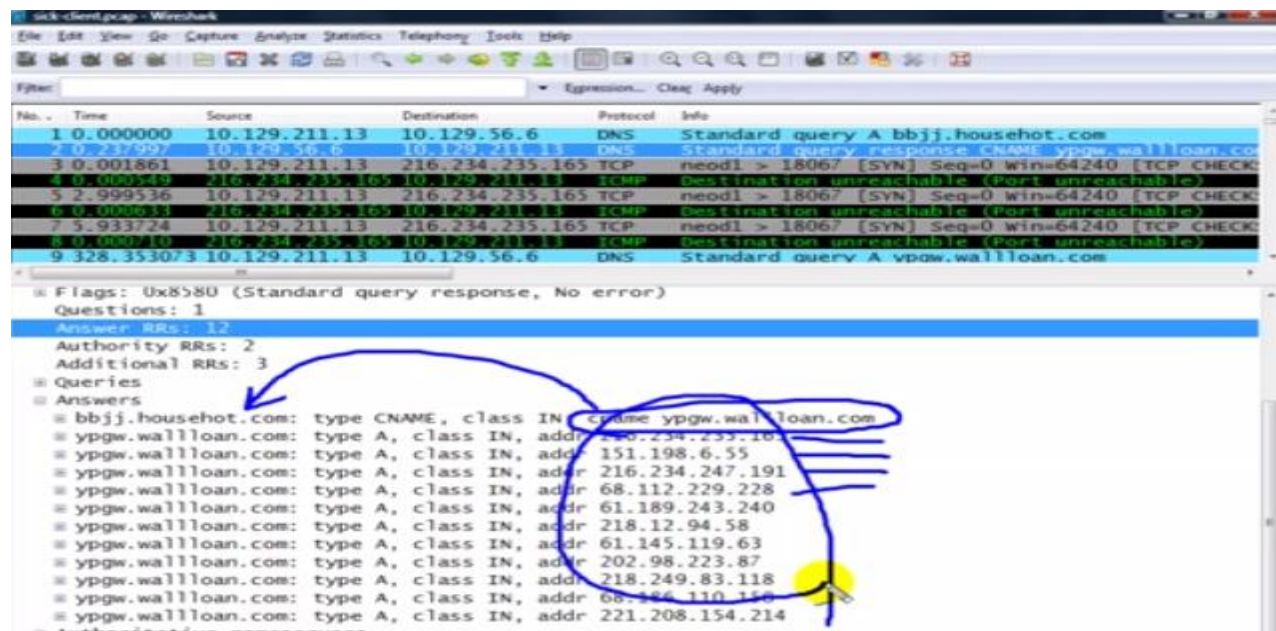 sick-client.pcap - Wireshark
File Edit View Go Capture Analyze Statistics Telephony Tools Help
Filter: Expression... Clear Apply
No. . Time Source Destination Protocol Info
1 0.000000 10.129.211.13 10.129.56.6 DNS Standard query A bbjj.househot.com
2 0.237997 10.129.56.6 10.129.211.13 DNS Standard query response CNAME ypgw.wallloan.com
3 0.001861 10.129.211.13 216.234.235.165 TCP neod1 > 18067 [SYN] Seq=0 Win=64240 [TCP CHECKS
4 0.000549 216.234.235.165 10.129.211.13 ICMP Destination unreachable (Port unreachable)
5 2.999536 10.129.211.13 216.234.235.165 TCP neod1 > 18067 [SYN] Seq=0 Win=64240 [TCP CHECKS
6 0.000633 216.234.235.165 10.129.211.13 ICMP Destination unreachable (Port unreachable)
7 5.933724 10.129.211.13 216.234.235.165 TCP neod1 > 18067 [SYN] Seq=0 Win=64240 [TCP CHECKS
8 0.000710 216.234.235.165 10.129.211.13 ICMP Destination unreachable (Port unreachable)
9 328.353073 10.129.211.13 10.129.56.6 DNS Standard query A ypgw.wallloan.com
Flags: 0x8580 (Standard query response, No error)
Questions: 1
Answer RRs: 12
Authority RRs: 2
Additional RRs: 3
Queries
Answers
bbjj.househot.com: type CNAME, class IN, cname ypgw.wallloan.com
ypgw.wallloan.com: type A, class IN, addr 216.234.235.165
ypgw.wallloan.com: type A, class IN, addr 151.198.6.55
ypgw.wallloan.com: type A, class IN, addr 216.234.247.191
ypgw.wallloan.com: type A, class IN, addr 68.112.229.228
ypgw.wallloan.com: type A, class IN, addr 61.189.243.240
ypgw.wallloan.com: type A, class IN, addr 218.12.94.58
ypgw.wallloan.com: type A, class IN, addr 61.145.119.63
ypgw.wallloan.com: type A, class IN, addr 202.98.223.87
ypgw.wallloan.com: type A, class IN, addr 218.249.83.118
ypgw.wallloan.com: type A, class IN, addr
ypgw.wallloan.com: type A, class IN, addr 221.208.154.214
Authoritative nameservers